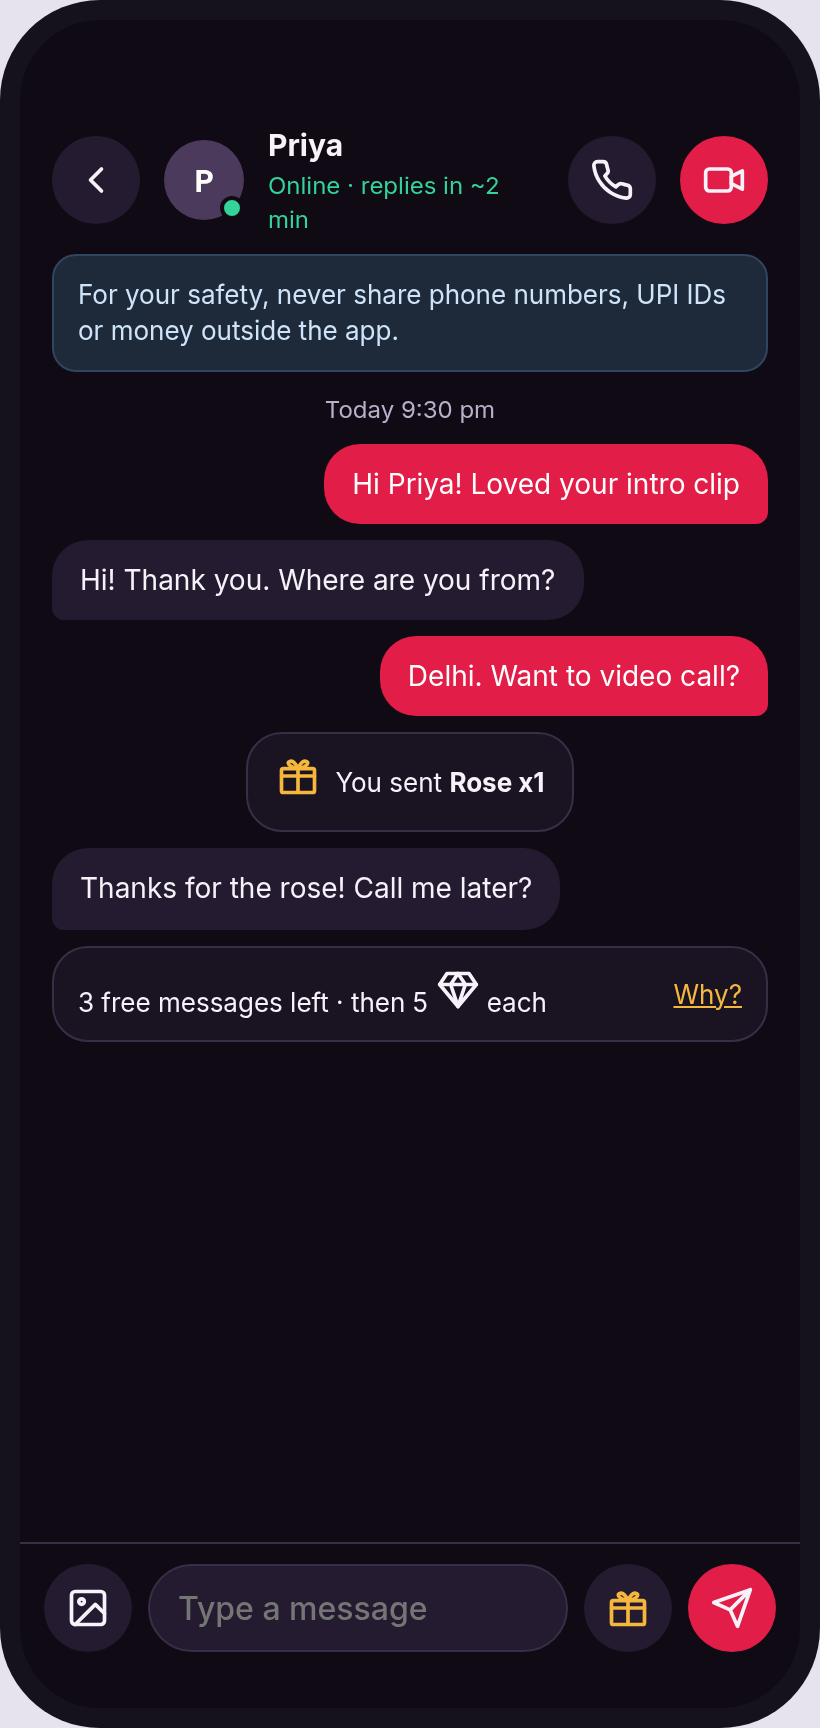 P
Priya
Online · replies in ~2
min
For your safety, never share phone numbers, UPI IDs
or money outside the app.
Today 9:30 pm
Hi Priya! Loved your intro clip
Hi! Thank you. Where are you from?
Delhi. Want to video call?
You sent Rose x1
Thanks for the rose! Call me later?
3 free messages left · then 5 each
Why?
Type a message